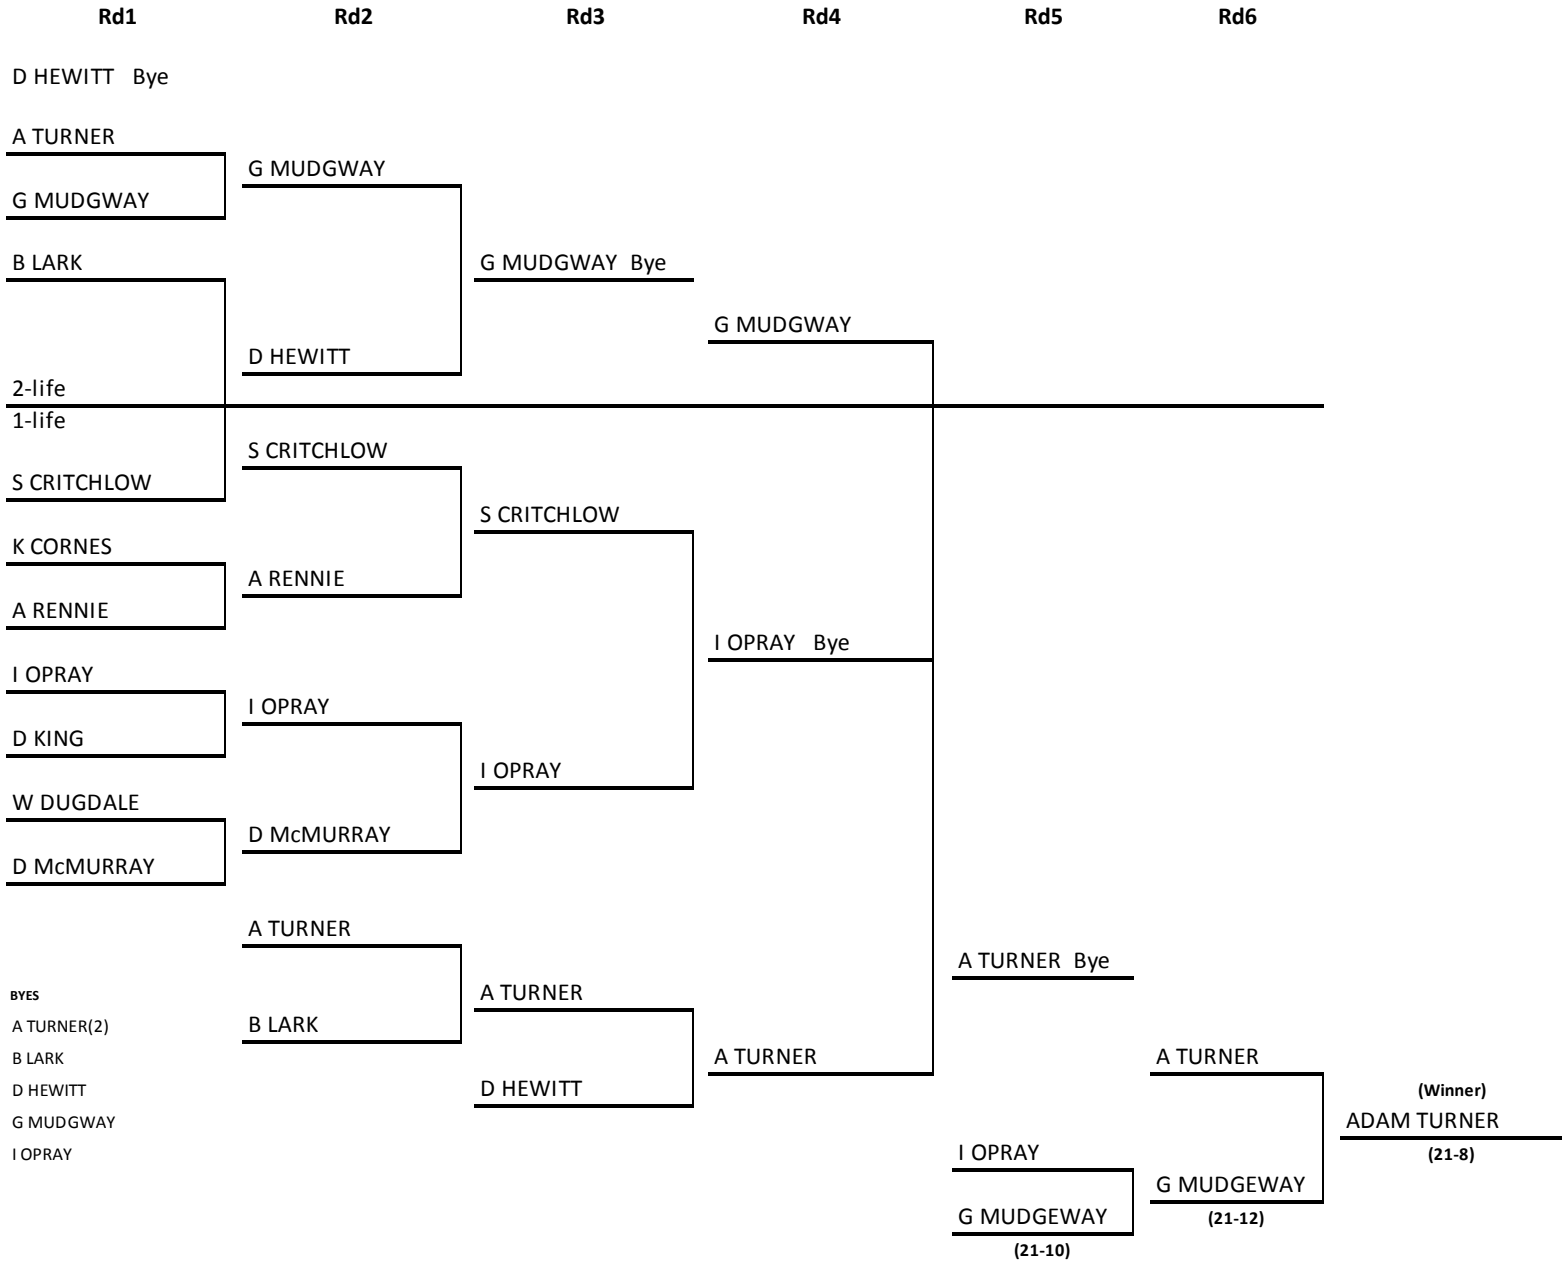 Rd1 Rd2 Rd3 Rd4 Rd5 Rd6
D HEWITT Bye
A TURNER
G MUDGWAY
G MUDGWAY
B LARK
G MUDGWAY Bye
G MUDGWAY
D HEWITT
2-life
1-life
S CRITCHLOW
S CRITCHLOW
S CRITCHLOW
K CORNES
A RENNIE
A RENNIE
I OPRAY Bye
I OPRAY
I OPRAY
D KING
I OPRAY
W DUGDALE
D McMURRAY
D McMURRAY
A TURNER
A TURNER Bye
BYES
A TURNER
A TURNER(2)
B LARK
B LARK
A TURNER
A TURNER
D HEWITT
D HEWITT
(Winner)
G MUDGWAY
ADAM TURNER
I OPRAY
I OPRAY
(21-8)
G MUDGEWAY
G MUDGEWAY
(21-12)
(21-10)